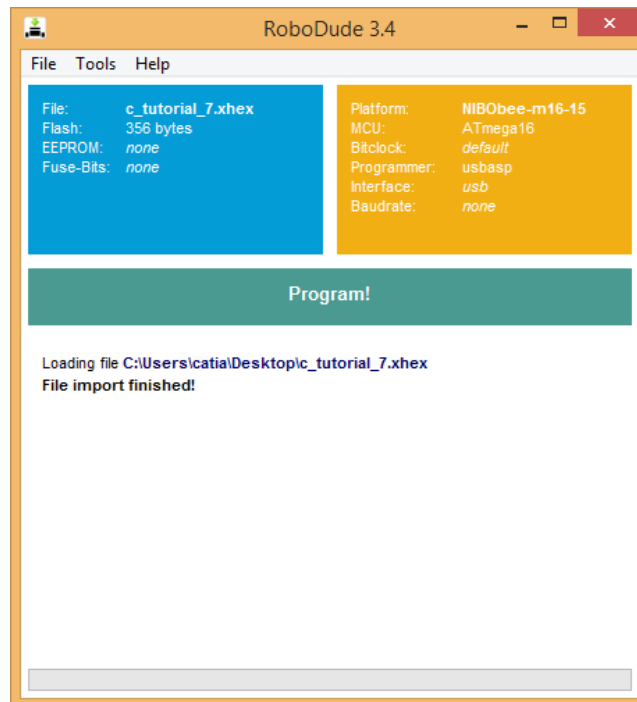 RoboDude 3.4
File Tools Help
File: c_tutorial_7.xhex
Flash: 356 bytes
EEPROM: none
Fuse-Bits: none
Platform: NIBObee-m16-15
MCU: ATmega16
Bitclock: default
Programmer: usbasp
Interface: usb
Baudrate: none
Program!
Loading file C:\Users\catia\Desktop\c_tutorial_7.xhex
File import finished!